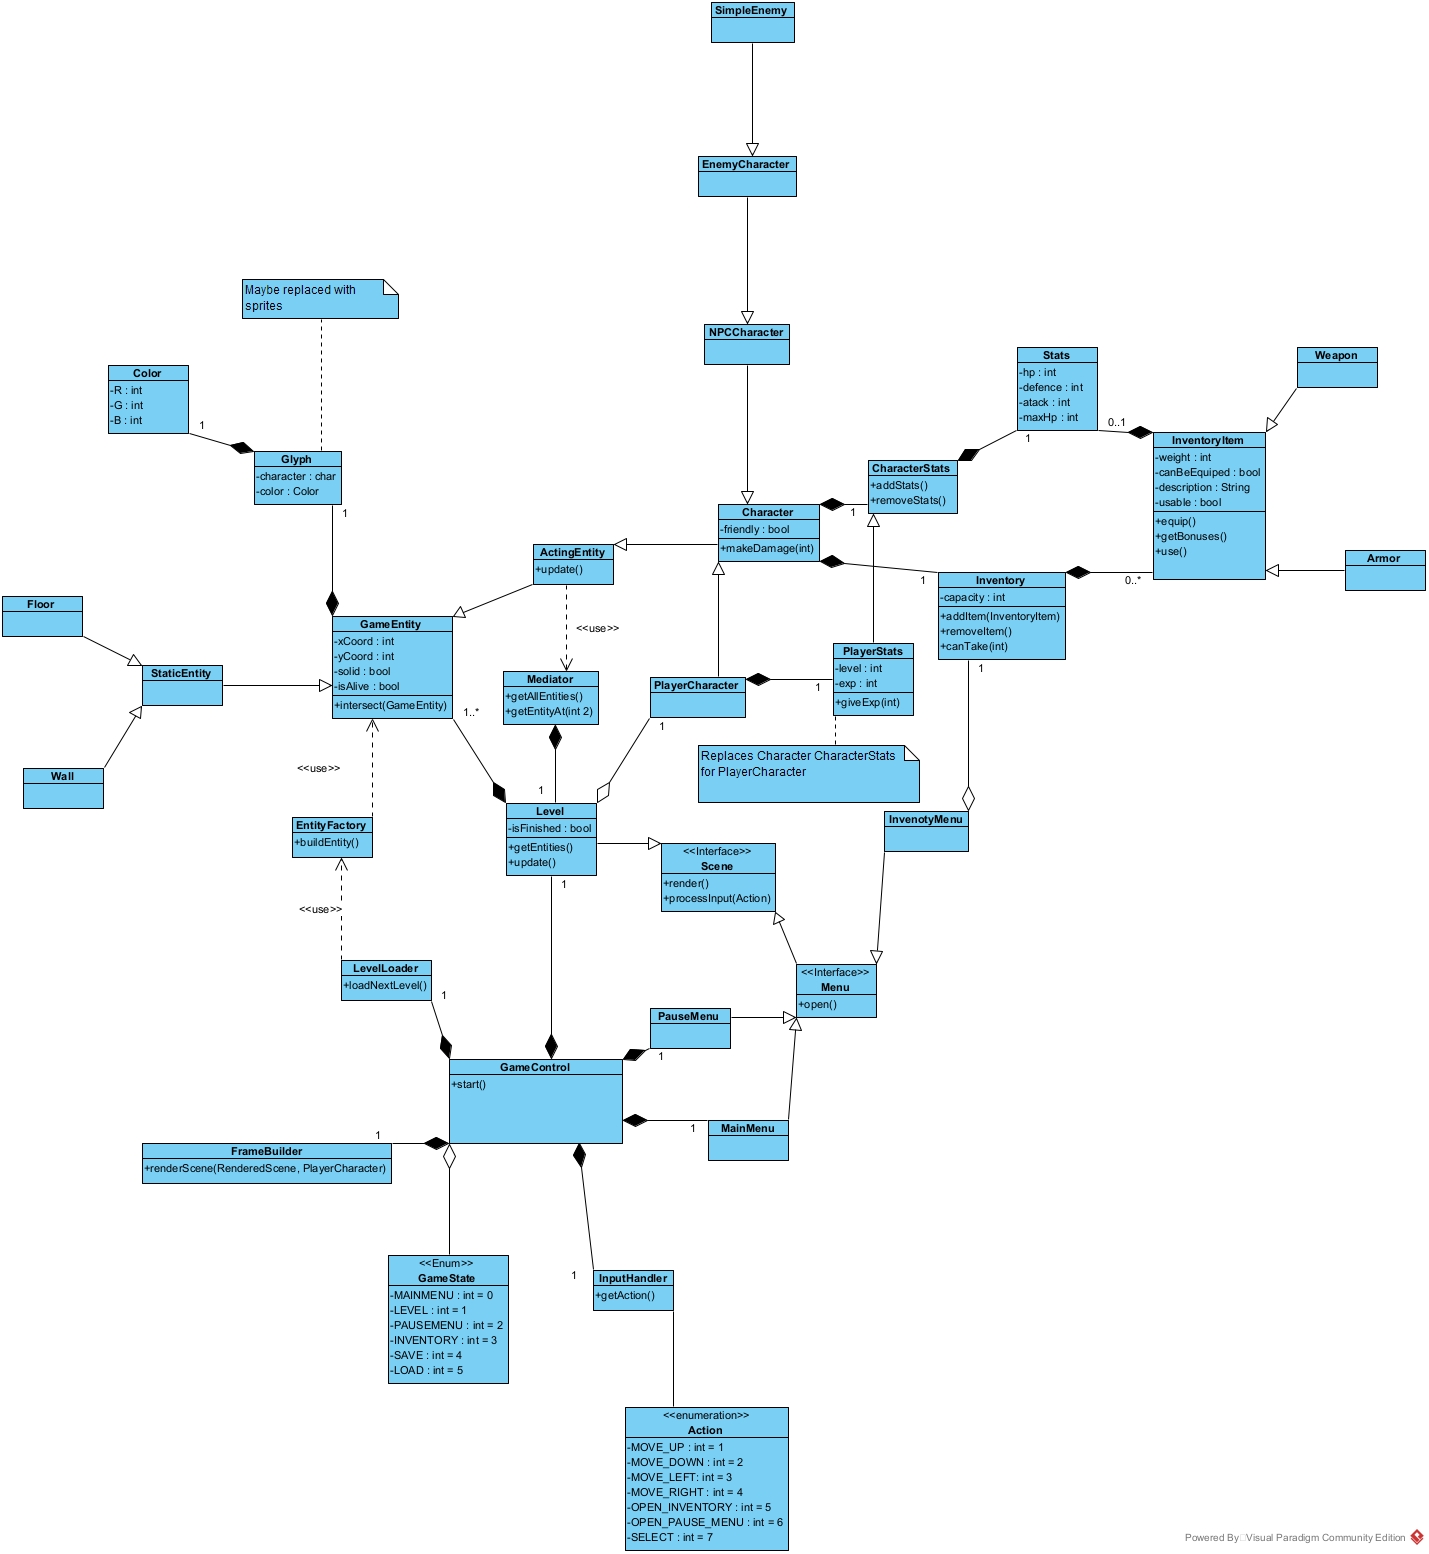 SimpleEnemy
EnemyCharacter
Maybe replaced with
sprites
NPCCharacter
Color
-R : int
-G : int
-B : int
1
Glyph
-character : char
-color : Color
1
Stats
-hp : int
-defence : int
-atack : int
-maxHp : int
1
0..1
Weapon
InventoryItem
-weight : int
-canBeEquiped : bool
-description : String
-usable : bool
+equip()
+getBonuses()
+use()
CharacterStats
+addStats()
+removeStats()
Character
-friendly : bool
+makeDamage(int)
1
1
ActingEntity
+update()
Armor
Inventory
-capacity : int
+addItem(InventoryItem)
+removeItem()
+canTake(int)
0..*
1
Floor
GameEntity
-xCoord : int
-yCoord : int
-solid : bool
-isAlive : bool
+intersect(GameEntity)
<<use>>
StaticEntity
Mediator
+getAllEntities()
+getEntityAt(int 2)
PlayerCharacter
PlayerStats
-level : int
-exp : int
+giveExp(int)
1
1
1..*
Replaces Character CharacterStats
for PlayerCharacter
Wall
<<use>>
1
Level
-isFinished : bool
+getEntities()
+update()
1
EntityFactory
+buildEntity()
InvenotyMenu
<<Interface>>
Scene
+render()
+processInput(Action)
<<use>>
LevelLoader
+loadNextLevel()
1
<<Interface>>
Menu
+open()
PauseMenu
1
GameControl
+start()
MainMenu
1
FrameBuilder
+renderScene(RenderedScene, PlayerCharacter)
1
<<Enum>>
GameState
-MAINMENU : int = 0
-LEVEL : int = 1
-PAUSEMENU : int = 2
-INVENTORY : int = 3
-SAVE : int = 4
-LOAD : int = 5
1
InputHandler
+getAction()
<<enumeration>>
Action
-MOVE_UP : int = 1
-MOVE_DOWN : int = 2
-MOVE_LEFT: int = 3
-MOVE_RIGHT : int = 4
-OPEN_INVENTORY : int = 5
-OPEN_PAUSE_MENU : int = 6
-SELECT : int = 7
Powered By Visual Paradigm Community Edition